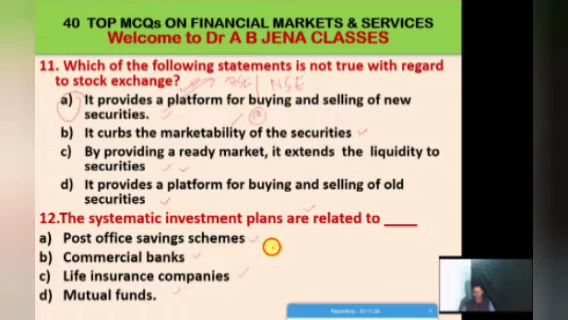 40 TOP MCQs ON FINANCIAL MARKETS & SERVICES
Welcome to Dr A B JENA CLASSES
11. Which of the following statements is not true with regard
to stock exchange?
NSE
a) It provides a platform for buying and selling of new
securities.
b) It curbs the marketability of the securities
c) By providing a ready market, it extends the liquidity to
securities
d) It provides a platform for buying and selling of old
securities
12.The systematic investment plans are related to ____
a) Post office savings schemes
b) Commercial banks
c) Life insurance companies
d) Mutual funds.